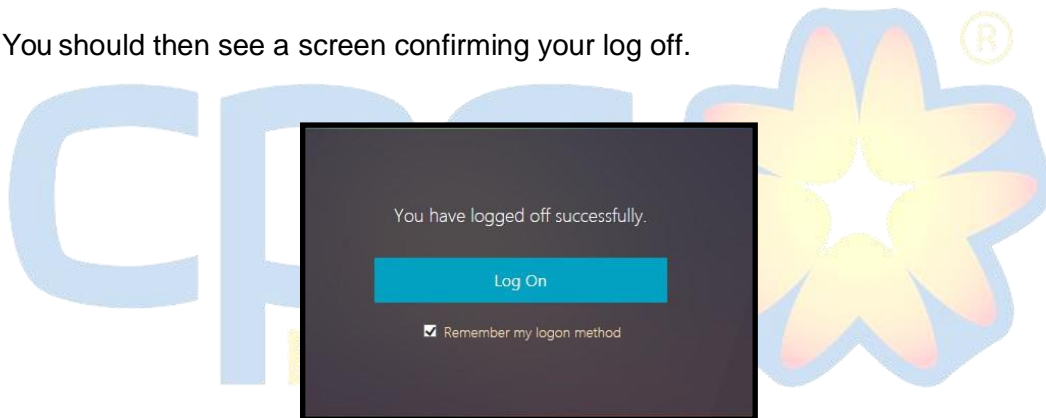 You should then see a screen confirming your log off.
®
You have logged off successfully.
Log On
Remember my logon method